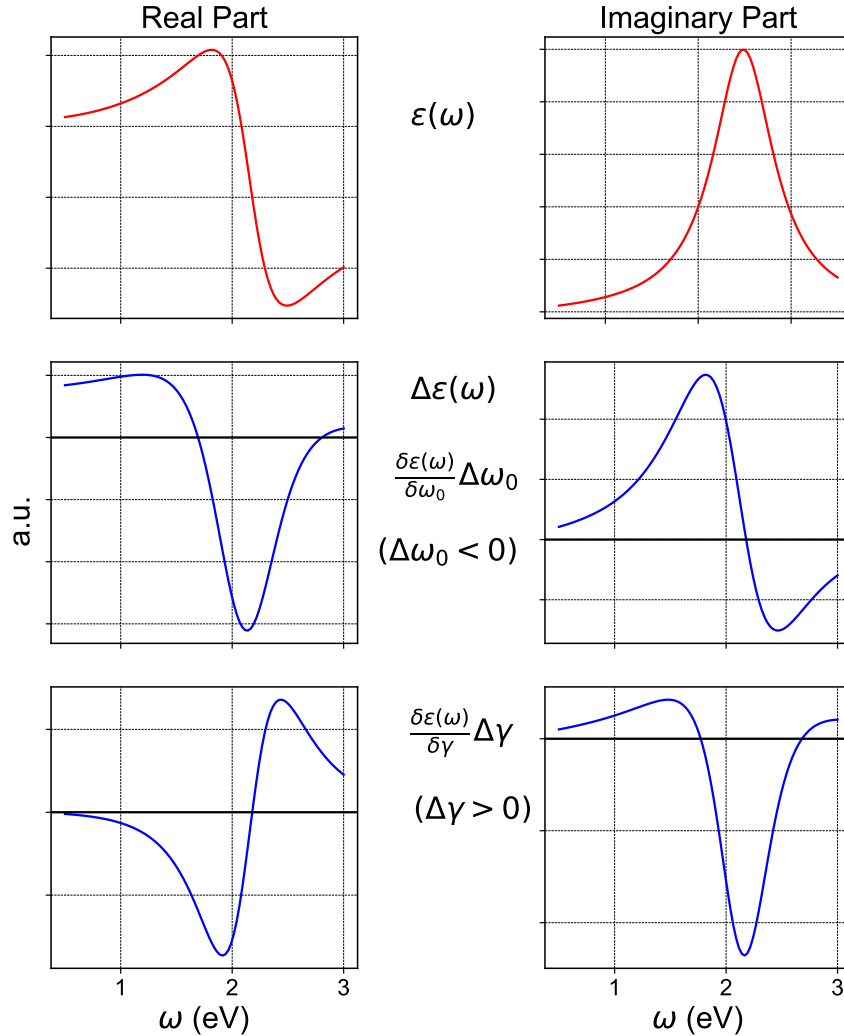 Real Part
Imaginary Part
ε(ω)
Δε(ω)
δε(ω)/δω₀ Δω₀
(Δω₀ < 0)
a.u.
δε(ω)/δγ Δγ
(Δγ > 0)
1 2 3
1 2 3
ω (eV)
ω (eV)